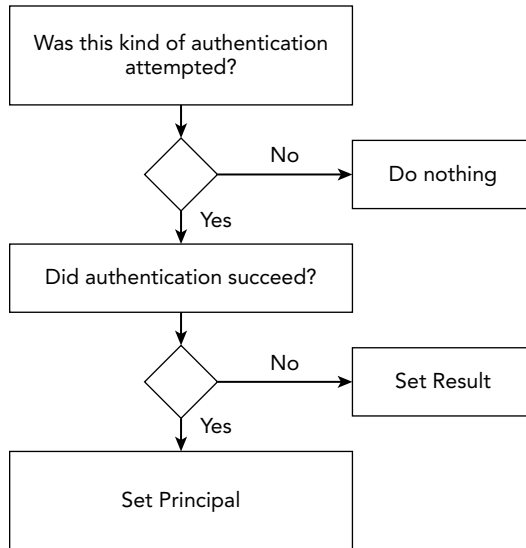 Was this kind of authentication
attempted?
No
Do nothing
Yes
Did authentication succeed?
No
Set Result
Yes
Set Principal